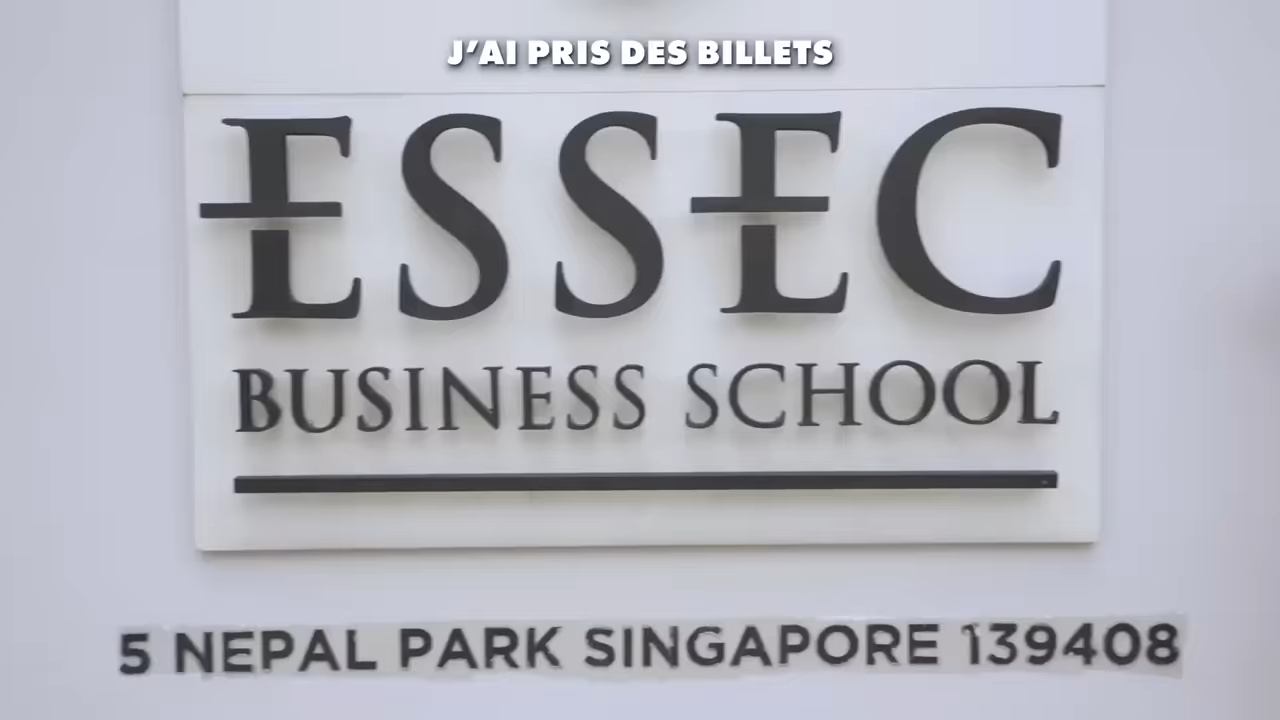 J'AI PRIS DES BILLETS
ESSEC
BUSINESS SCHOOL
5 NEPAL PARK SINGAPORE 139408